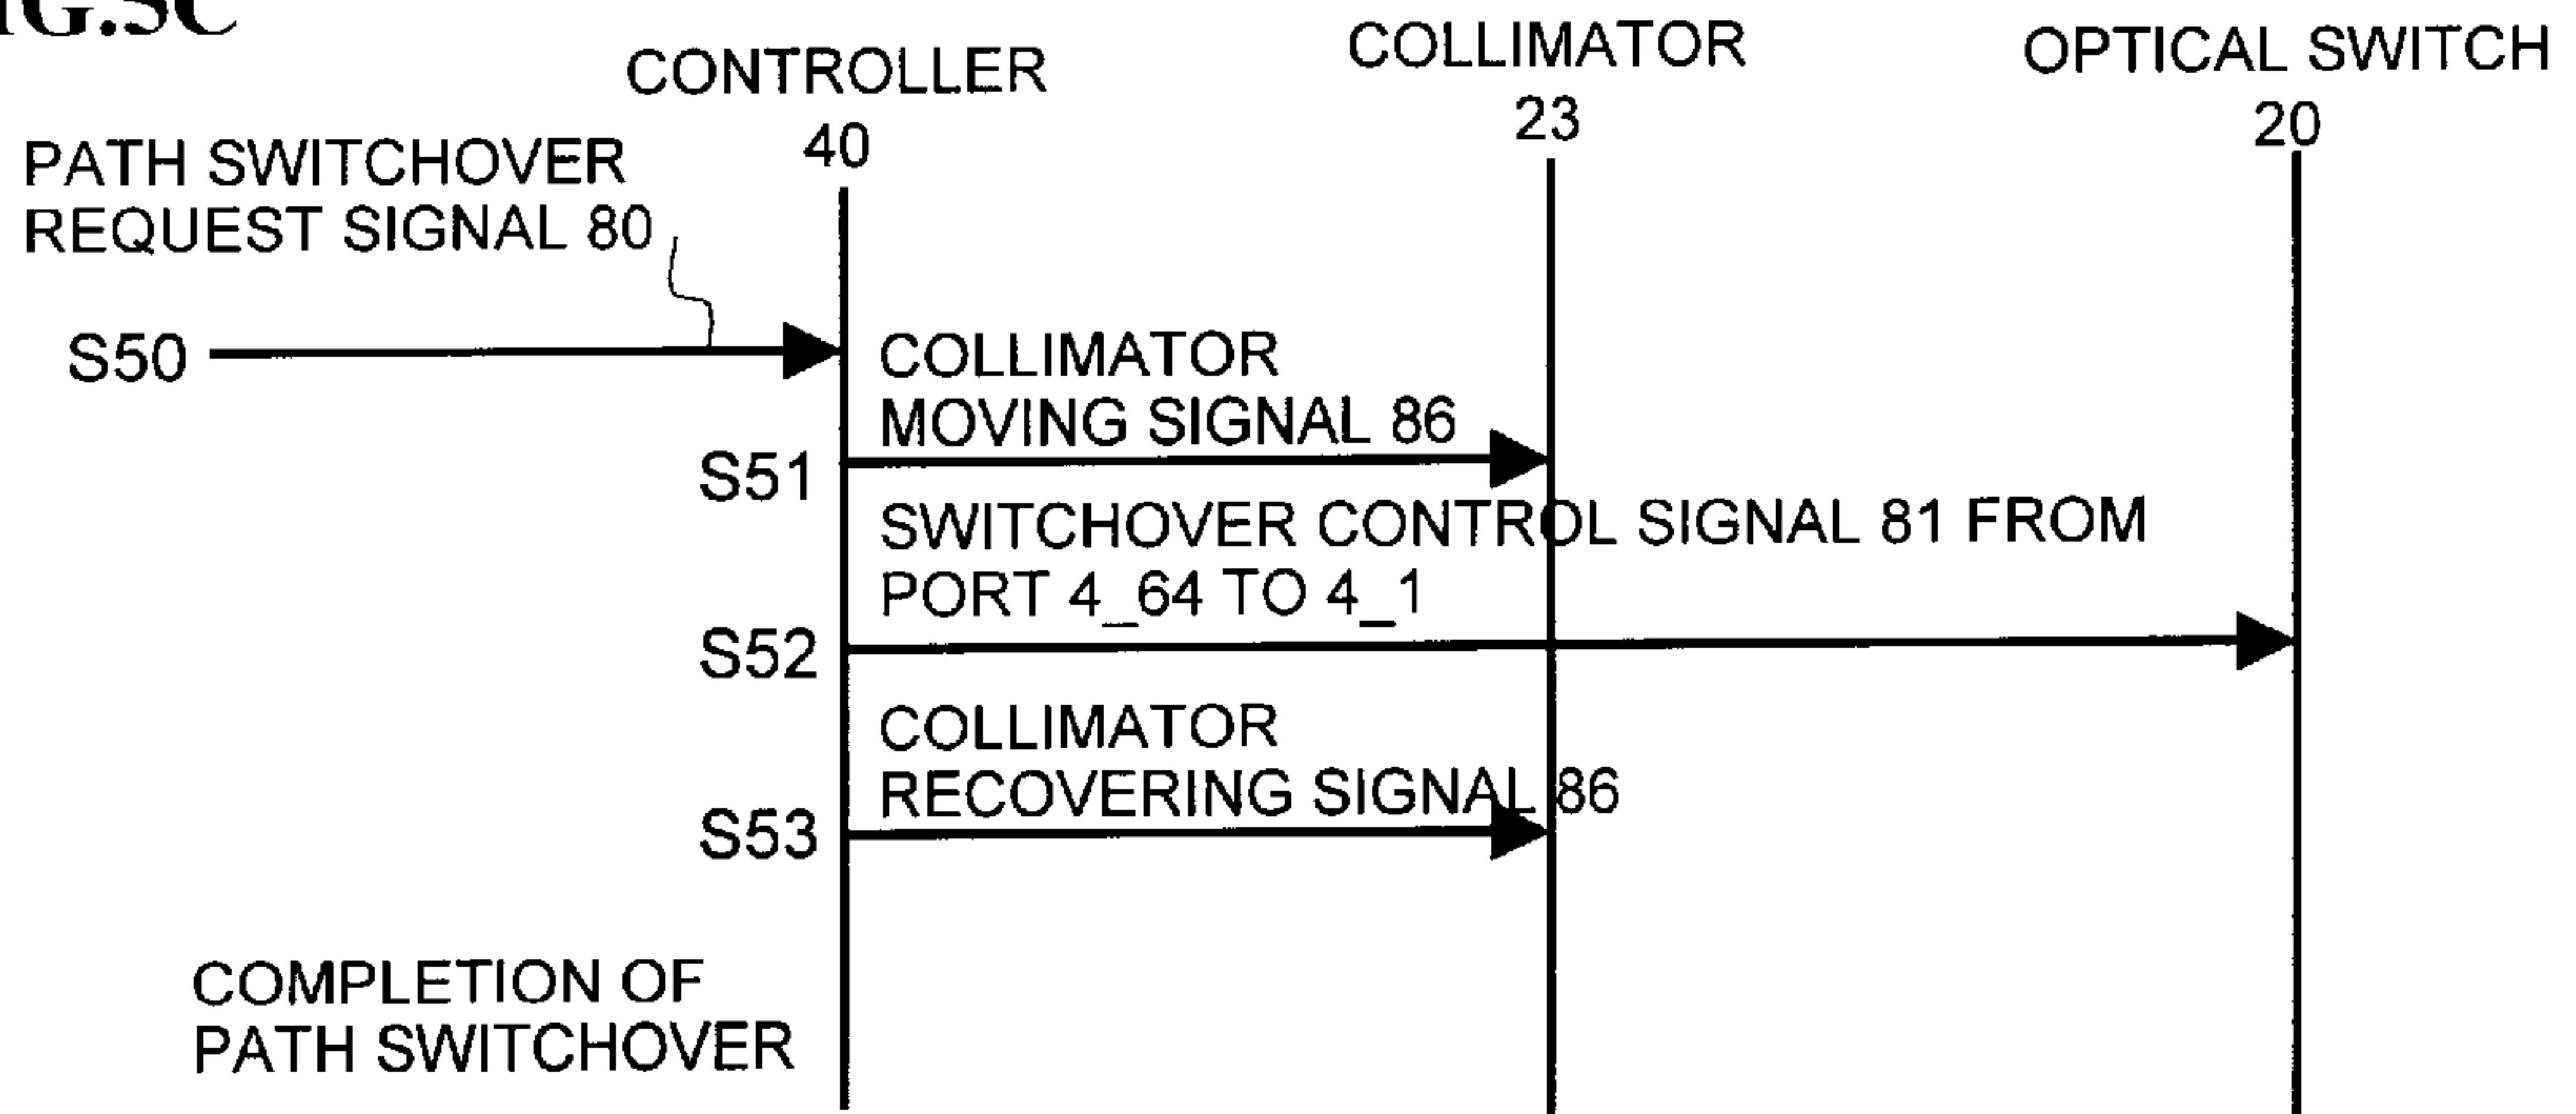 CONTROLLER
40
COLLIMATOR
23
OPTICAL SWITCH
20
PATH SWITCHOVER
REQUEST SIGNAL 80
S50
COLLIMATOR
MOVING SIGNAL 86
S51
SWITCHOVER CONTROL SIGNAL 81 FROM
PORT 4_64 TO 4_1
S52
COLLIMATOR
RECOVERING SIGNAL 86
S53
COMPLETION OF
PATH SWITCHOVER